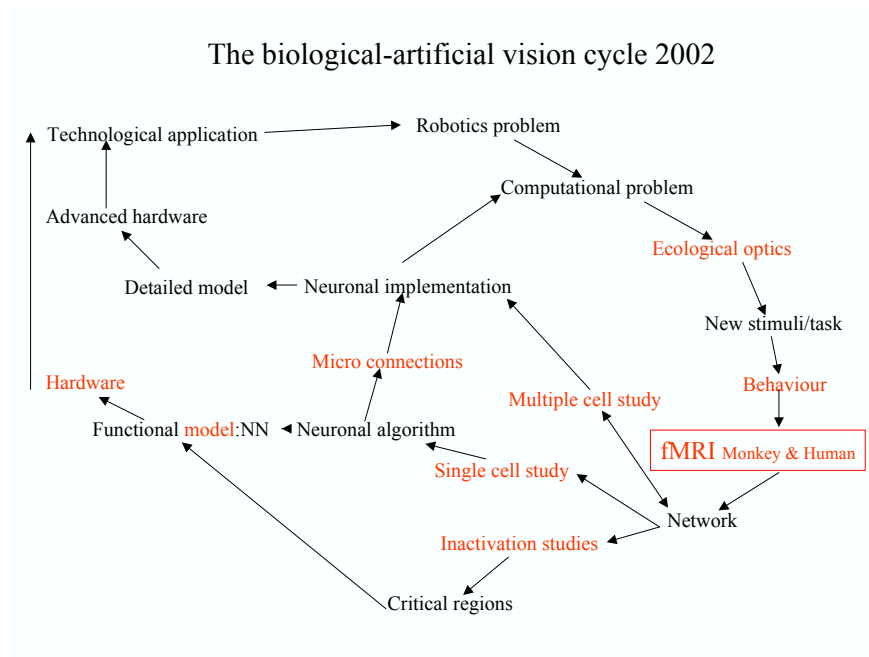 The biological-artificial vision cycle 2002
Technological application
Robotics problem
Computational problem
Advanced hardware
Ecological optics
Detailed model
Neuronal implementation
New stimuli/task
Micro connections
Hardware
Behaviour
Multiple cell study
Functional model:NN
Neuronal algorithm
fMRI Monkey & Human
Single cell study
Network
Inactivation studies
Critical regions